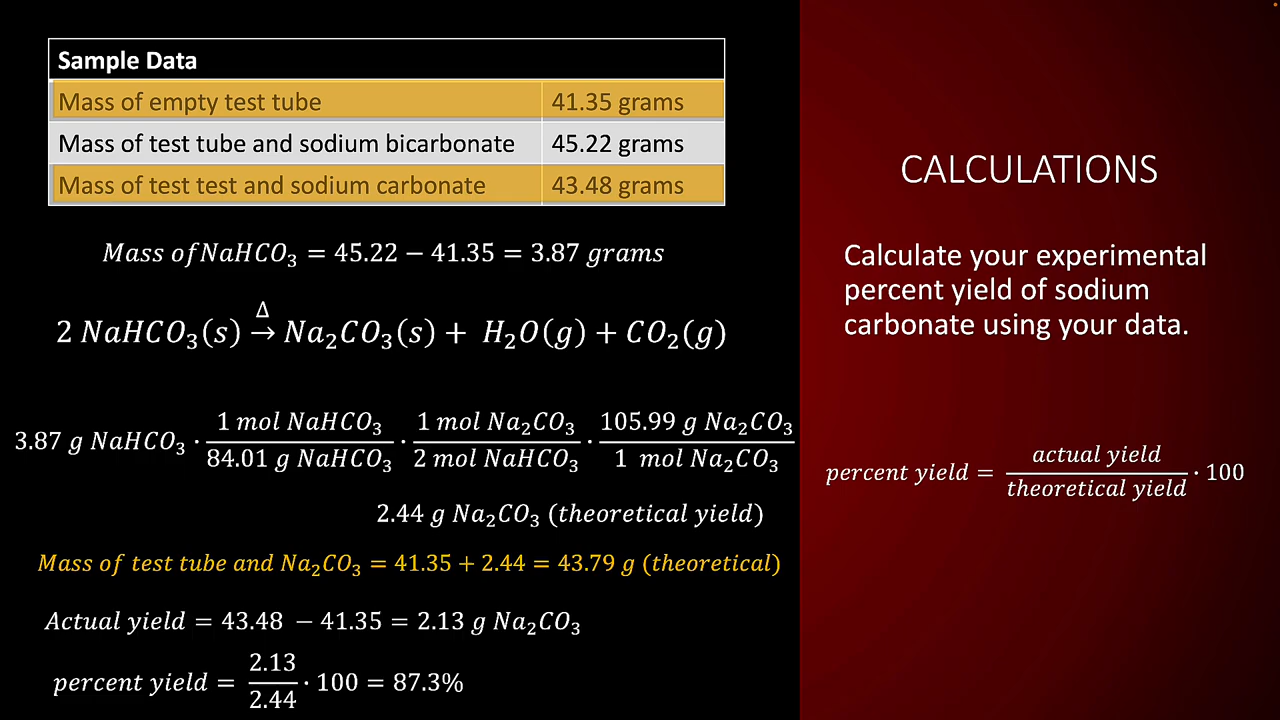 Sample Data
Mass of empty test tube 41.35 grams
Mass of test tube and sodium bicarbonate 45.22 grams
Mass of test test and sodium carbonate 43.48 grams
Mass ofNaHCO₃ = 45.22 − 41.35 = 3.87 grams
Δ
2 NaHCO₃(s) → Na₂CO₃(s) + H₂O(g) + CO₂(g)
3.87 g NaHCO₃ · (1 mol NaHCO₃)/(84.01 g NaHCO₃) · (1 mol Na₂CO₃)/(2 mol NaHCO₃) · (105.99 g Na₂CO₃)/(1 mol Na₂CO₃)
2.44 g Na₂CO₃ (theoretical yield)
Mass of test tube and Na₂CO₃ = 41.35 + 2.44 = 43.79 g (theoretical)
Actual yield = 43.48 − 41.35 = 2.13 g Na₂CO₃
percent yield = 2.13/2.44 · 100 = 87.3%
CALCULATIONS
Calculate your experimental
percent yield of sodium
carbonate using your data.
percent yield = (actual yield)/(theoretical yield) · 100